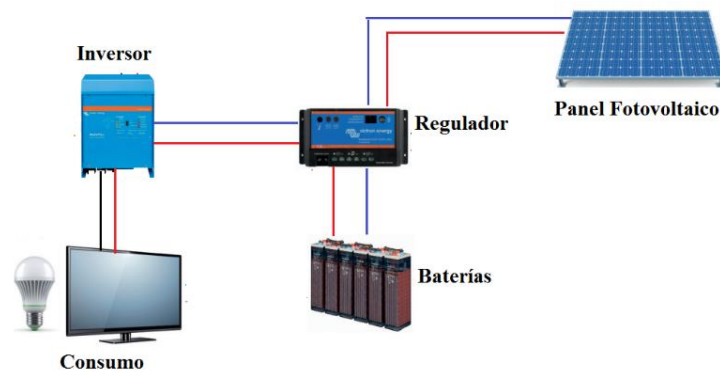 Inversor
Regulador
Panel Fotovoltaico
Baterías
Consumo